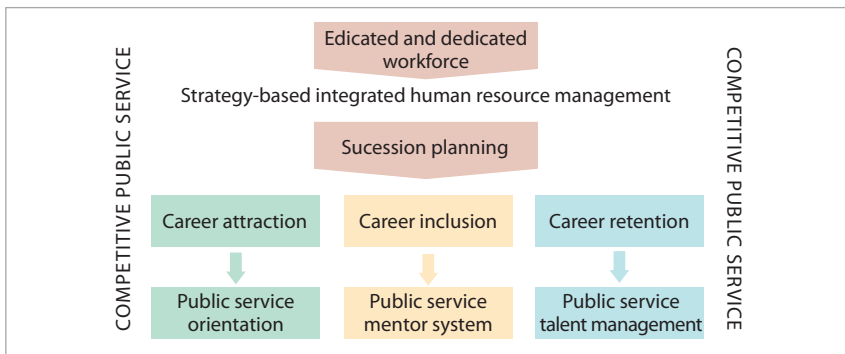 COMPETITIVE PUBLIC SERVICE
Edicated and dedicated
workforce
Strategy-based integrated human resource management
Sucession planning
Career attraction
Career inclusion
Career retention
Public service
orientation
Public service
mentor system
Public service
talent management
COMPETITIVE PUBLIC SERVICE